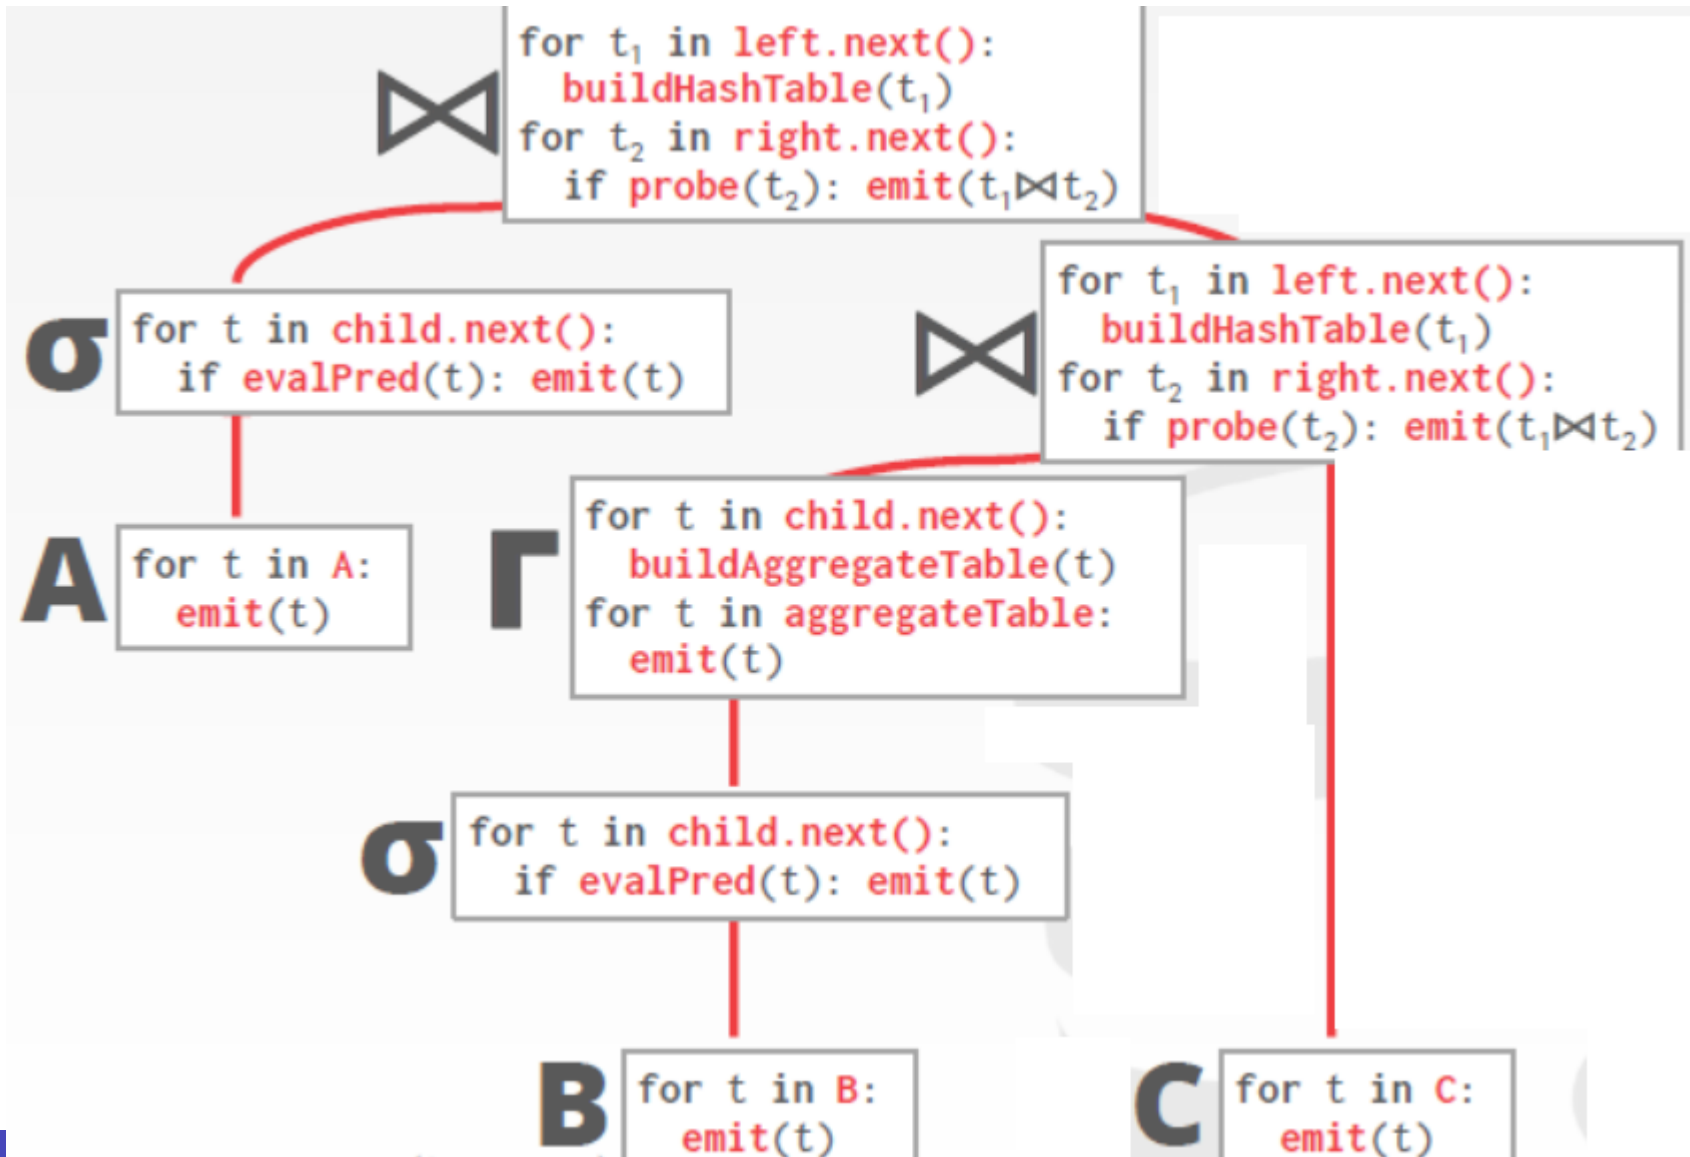 for t₁ in left.next():
buildHashTable(t₁)
for t₂ in right.next():
if probe(t₂): emit(t₁⋈t₂)
⋈
for t₁ in left.next():
buildHashTable(t₁)
for t₂ in right.next():
if probe(t₂): emit(t₁⋈t₂)
⋈
σ
for t in child.next():
if evalPred(t): emit(t)
A
for t in A:
emit(t)
Γ
for t in child.next():
buildAggregateTable(t)
for t in aggregateTable:
emit(t)
σ
for t in child.next():
if evalPred(t): emit(t)
B
for t in B:
emit(t)
C
for t in C:
emit(t)